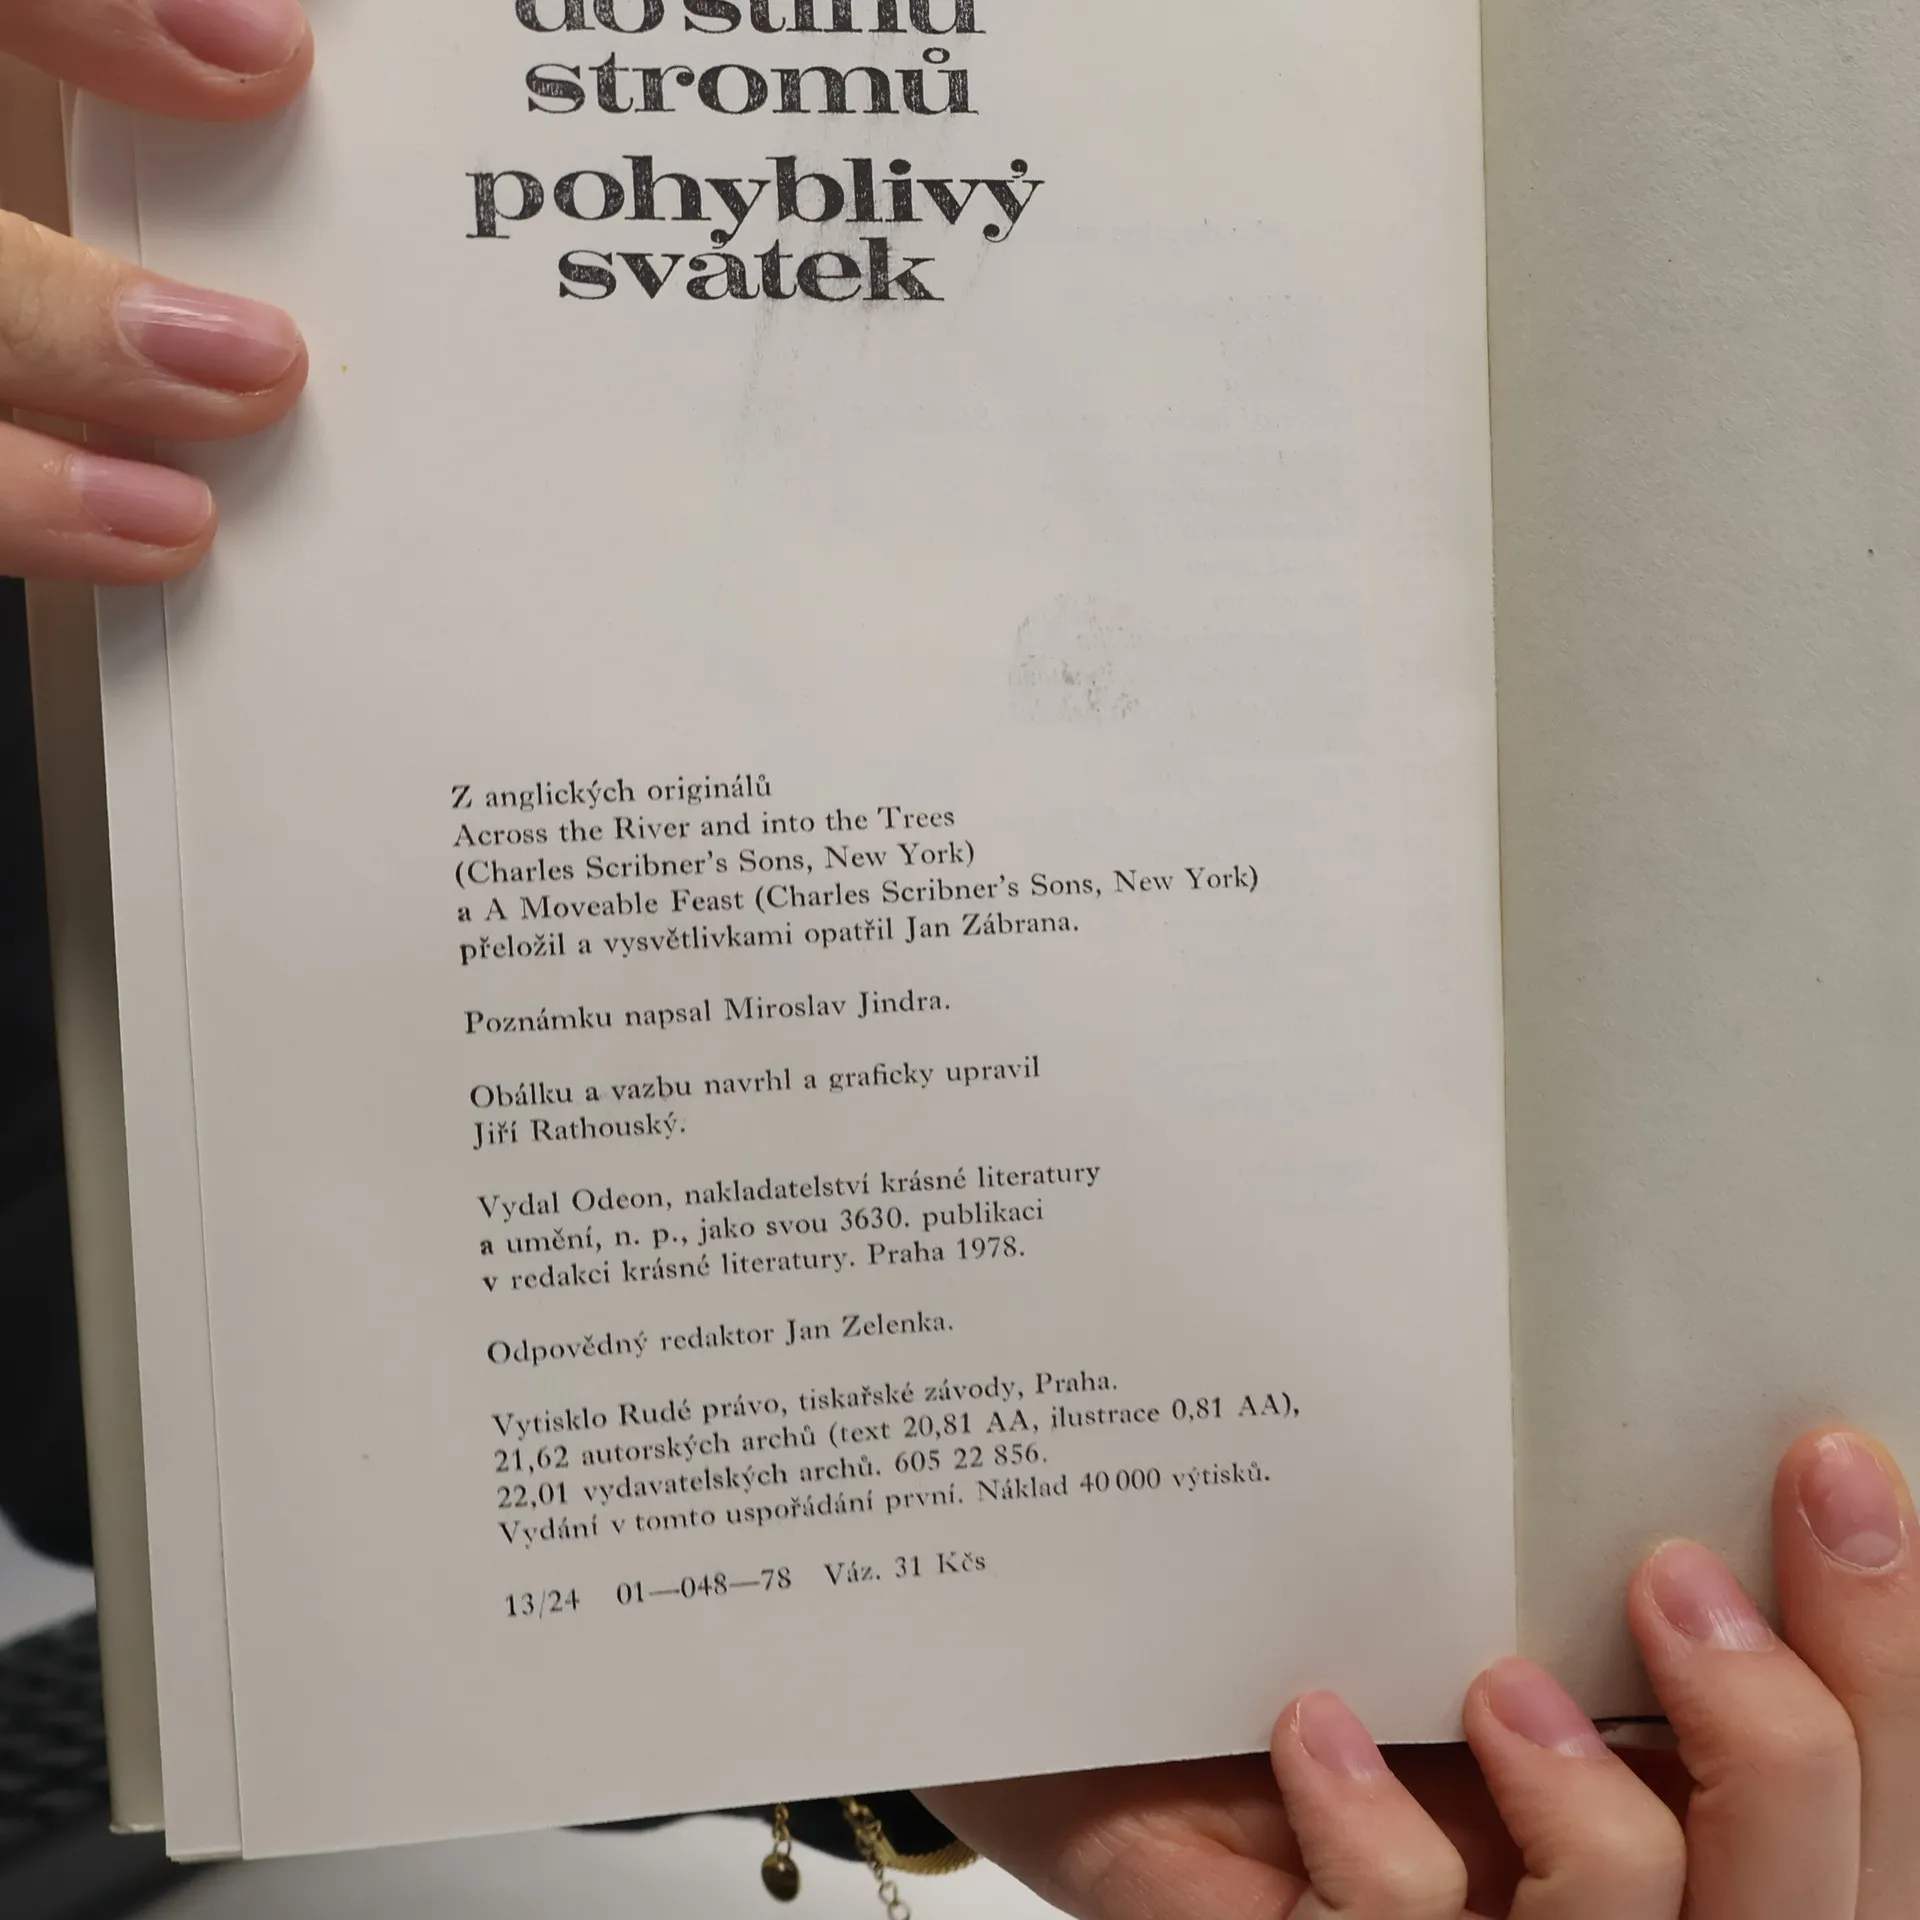 do stínu
stromů
pohyblivý
svátek
Z anglických originálů
Across the River and into the Trees
(Charles Scribner's Sons, New York)
a A Moveable Feast (Charles Scribner's Sons, New York)
přeložil a vysvětlivkami opatřil Jan Zábrana.
Poznámku napsal Miroslav Jindra.
Obálku a vazbu navrhl a graficky upravil
Jiří Rathouský.
Vydal Odeon, nakladatelství krásné literatury
a umění, n. p., jako svou 3630. publikaci
v redakci krásné literatury. Praha 1978.
Odpovědný redaktor Jan Zelenka.
Vytisklo Rudé právo, tiskařské závody, Praha.
21,62 autorských archů (text 20,81 AA, ilustrace 0,81 AA),
22,01 vydavatelských archů. 605 22 856.
Vydání v tomto uspořádání první. Náklad 40 000 výtisků.
13/24 01—048—78 Váz. 31 Kčs